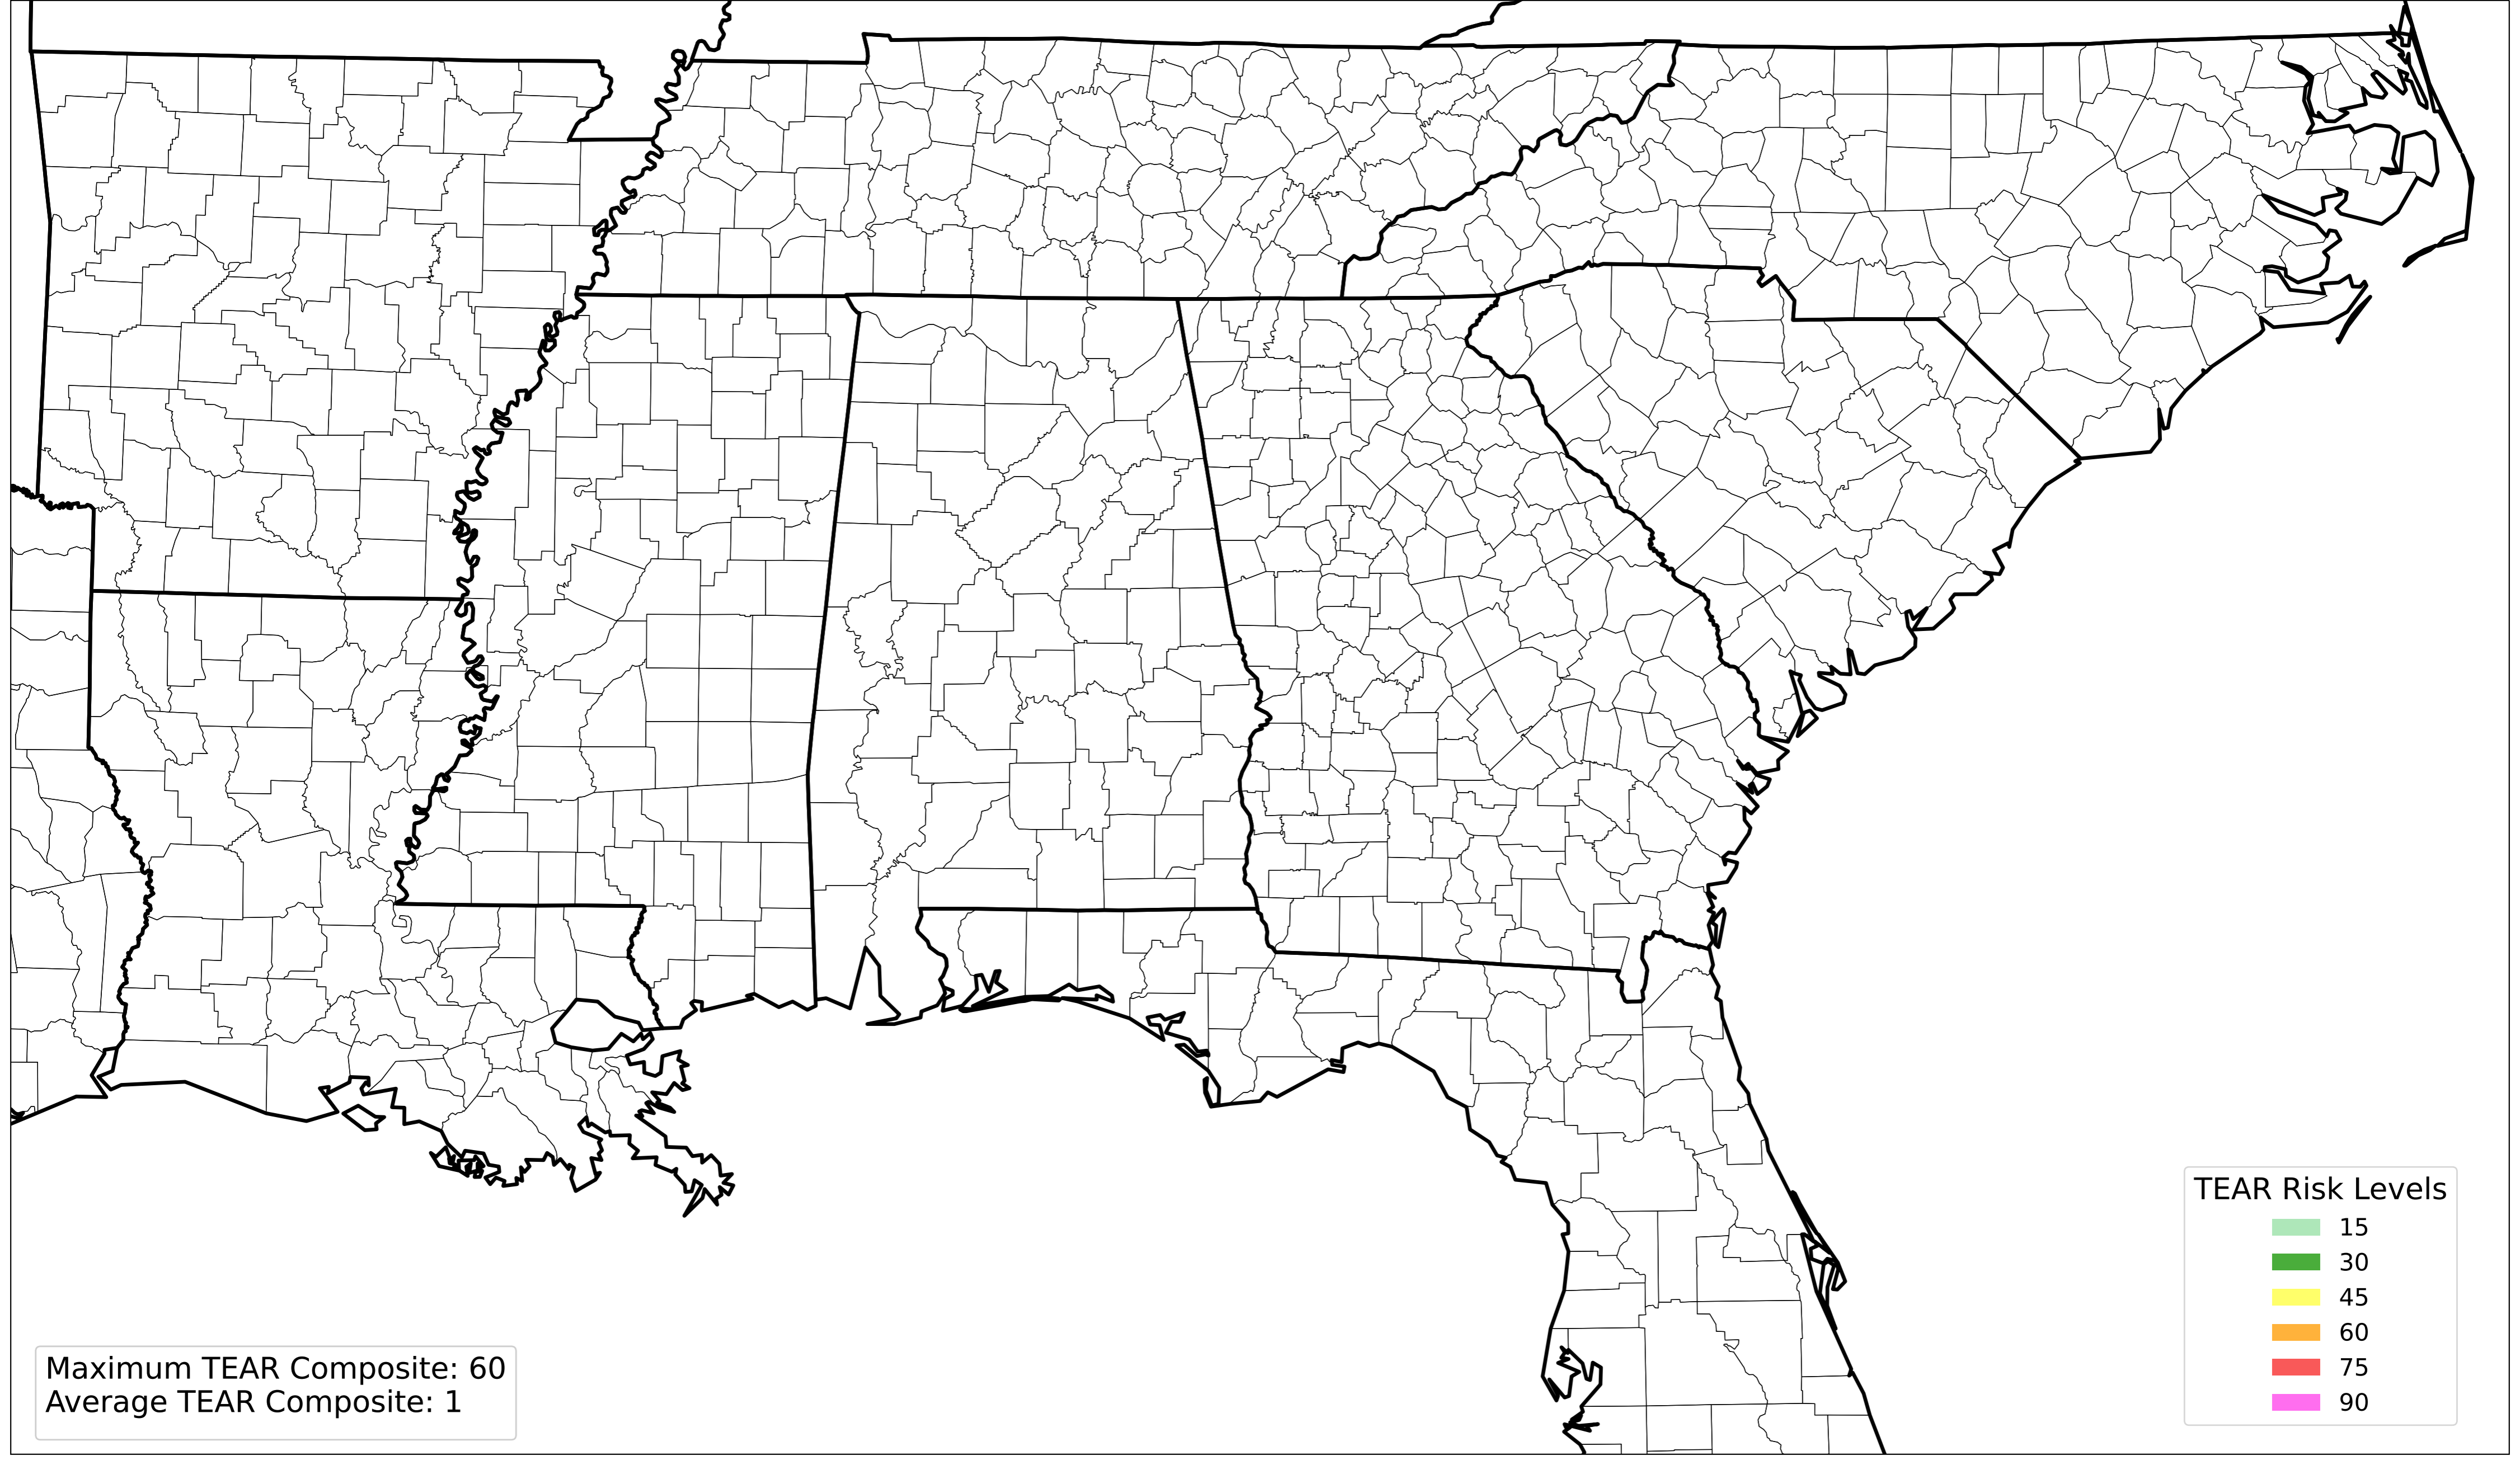 TEAR Risk Levels
15
30
45
60
75
90
Maximum TEAR Composite: 60
Average TEAR Composite: 1